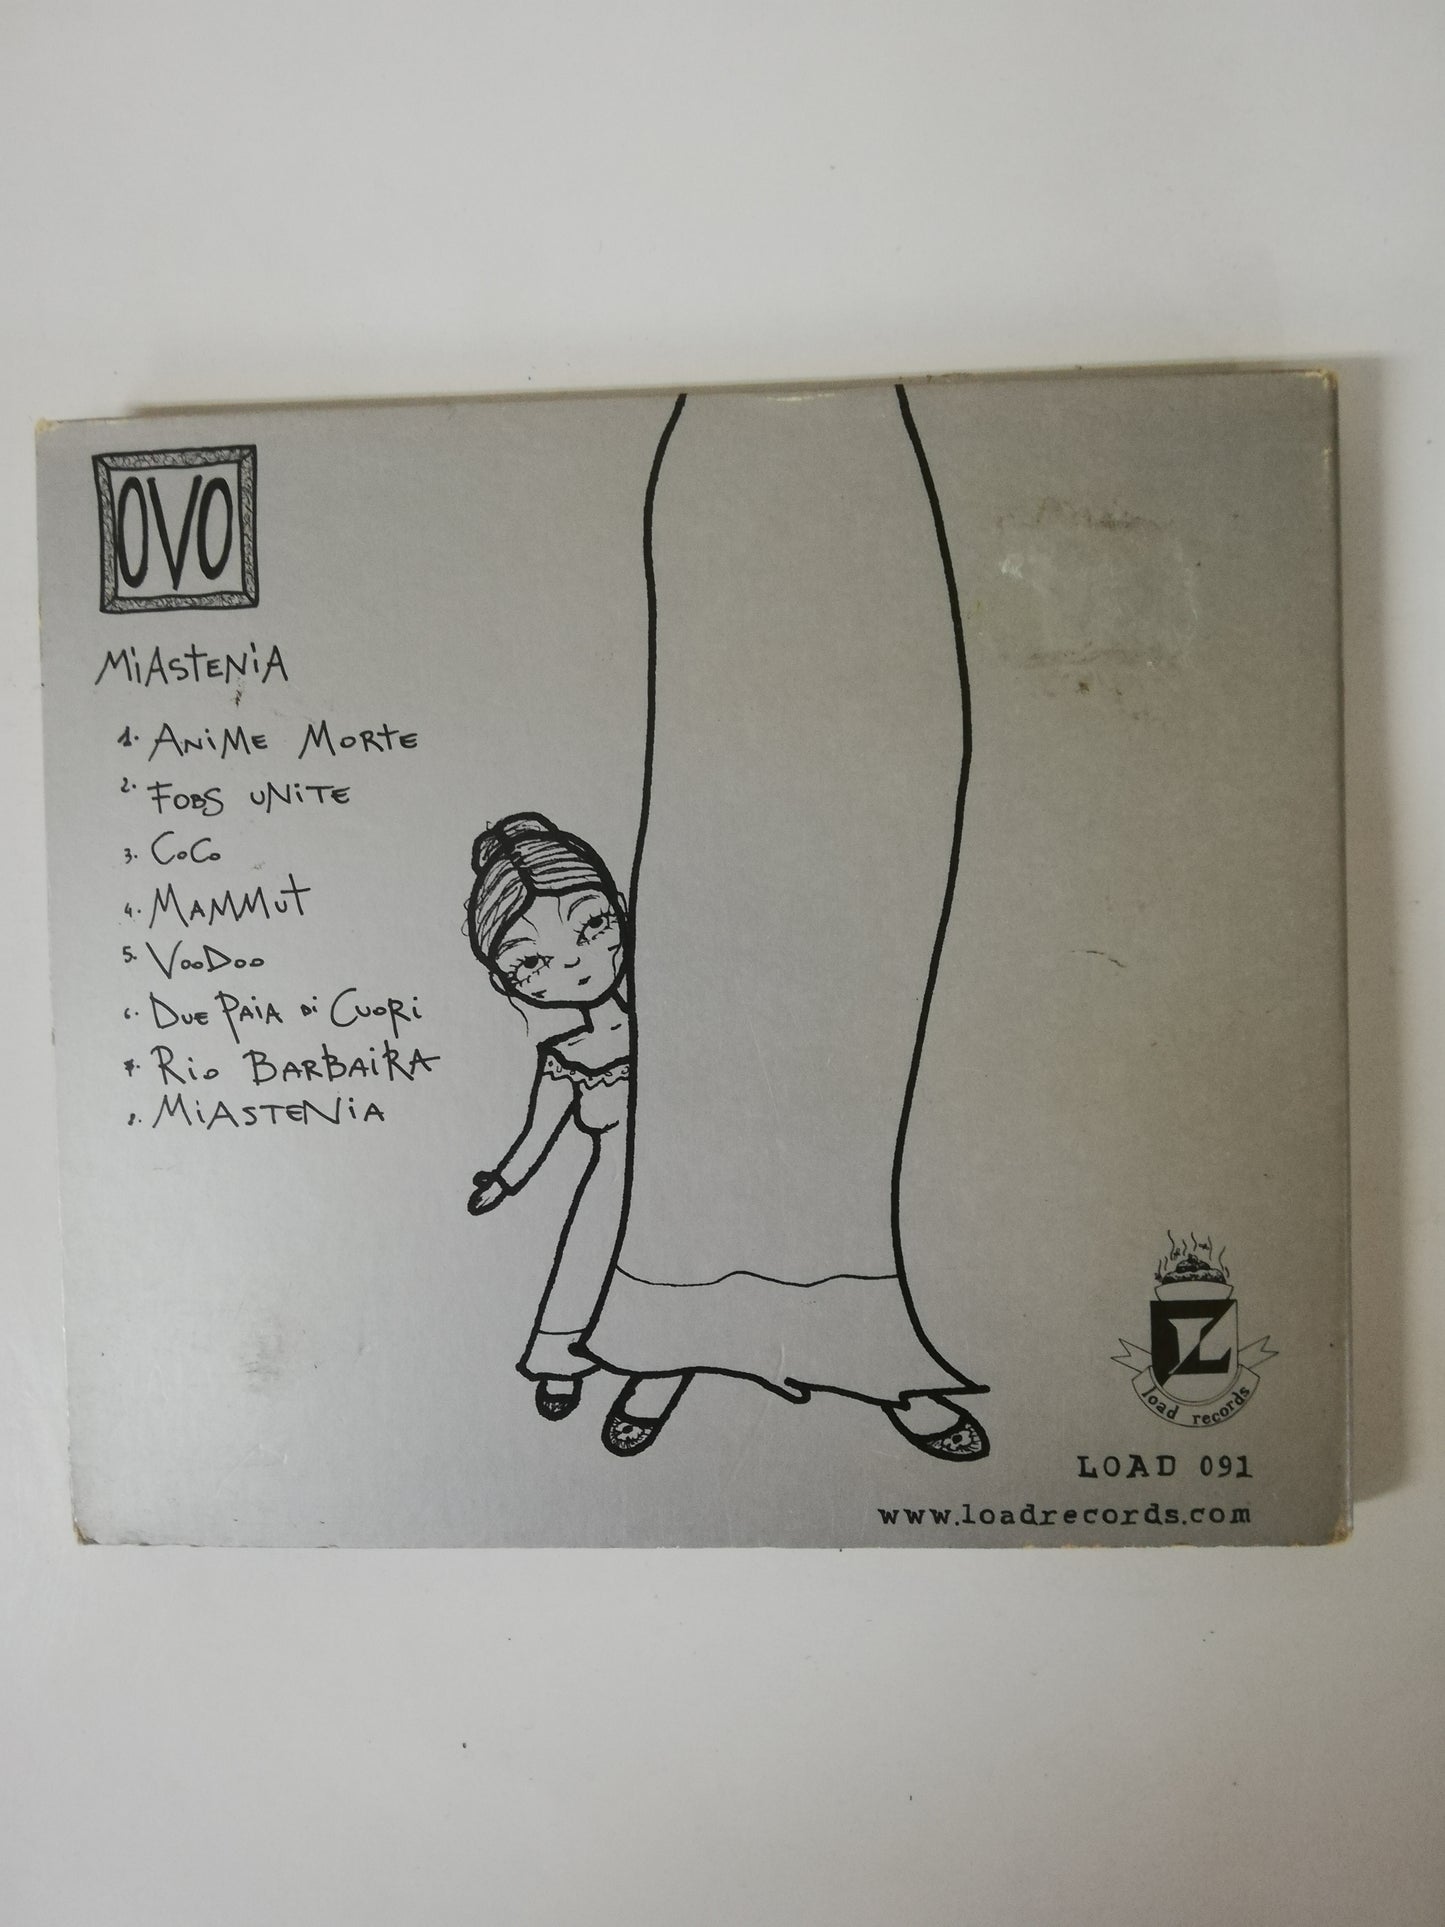 OVO
MiAStENiA
1. ANiME MORTE
2. FOBS UNiTE
3. CoCo
4. MAMMUT
5. VooDoo
6. DUE PAiA Di CUORi
7. Rio BARBAiRA
8. MiASTENiA
L
load records
LOAD 091
www.loadrecords.com